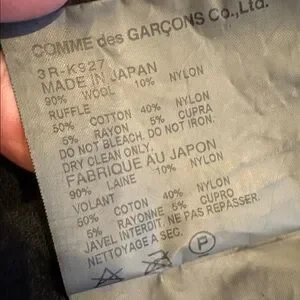 COMME des GARÇONS Co.,Ltd.
3R-K927
MADE IN JAPAN
90% WOOL 10% NYLON
RUFFLE
50% COTTON 40% NYLON
5% RAYON 5% CUPRA
DO NOT BLEACH. DO NOT IRON.
DRY CLEAN ONLY.
FABRIQUE AU JAPON
90% LAINE 10% NYLON
VOLANT
50% COTON 40% NYLON
5% RAYONNE 5% CUPRO
JAVEL INTERDIT. NE PAS REPASSER.
NETTOYAGE A SEC.
P